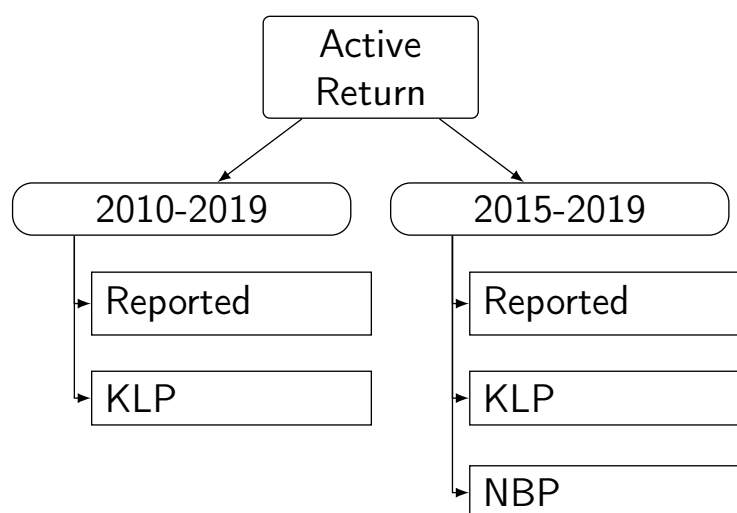 Active
Return
2010-2019
2015-2019
Reported
Reported
KLP
KLP
NBP